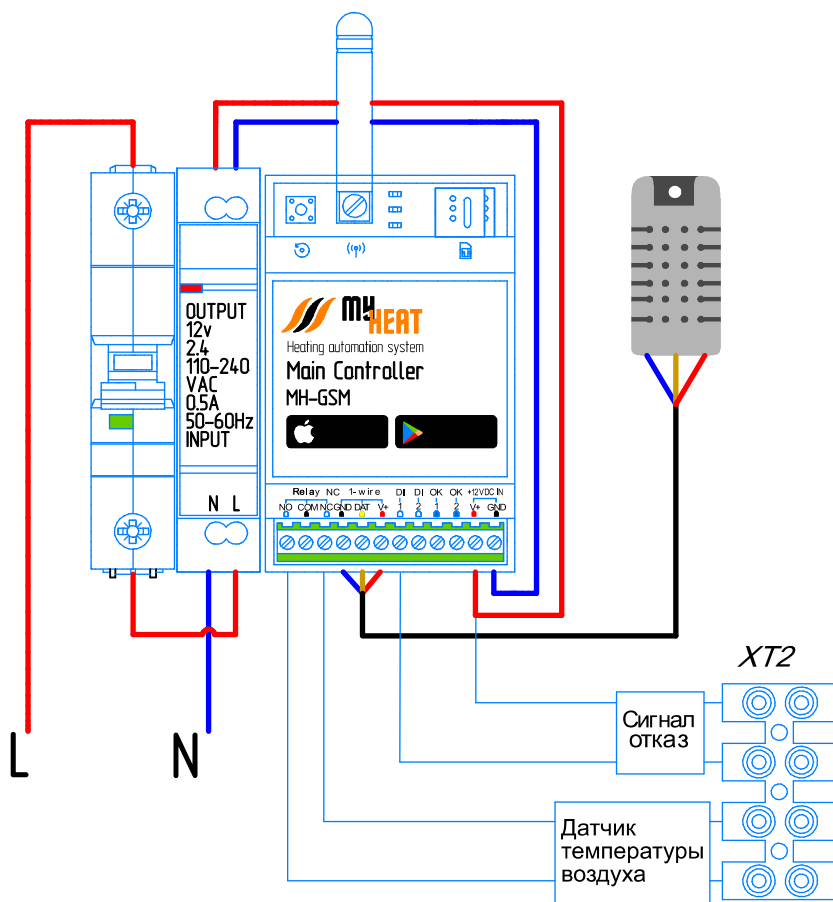 OUTPUT
12v
2.4
110-240
VAC
0.5A
50-60Hz
INPUT
N L
MYHEAT
Heating automation system
Main Controller
MH-GSM
Relay NC 1-wire DI DI OK OK +12VDC IN
NO COM NC GND DAT V+ 1 2 1 2 V+ GND
L
N
XT2
Сигнал
отказ
Датчик
температуры
воздуха